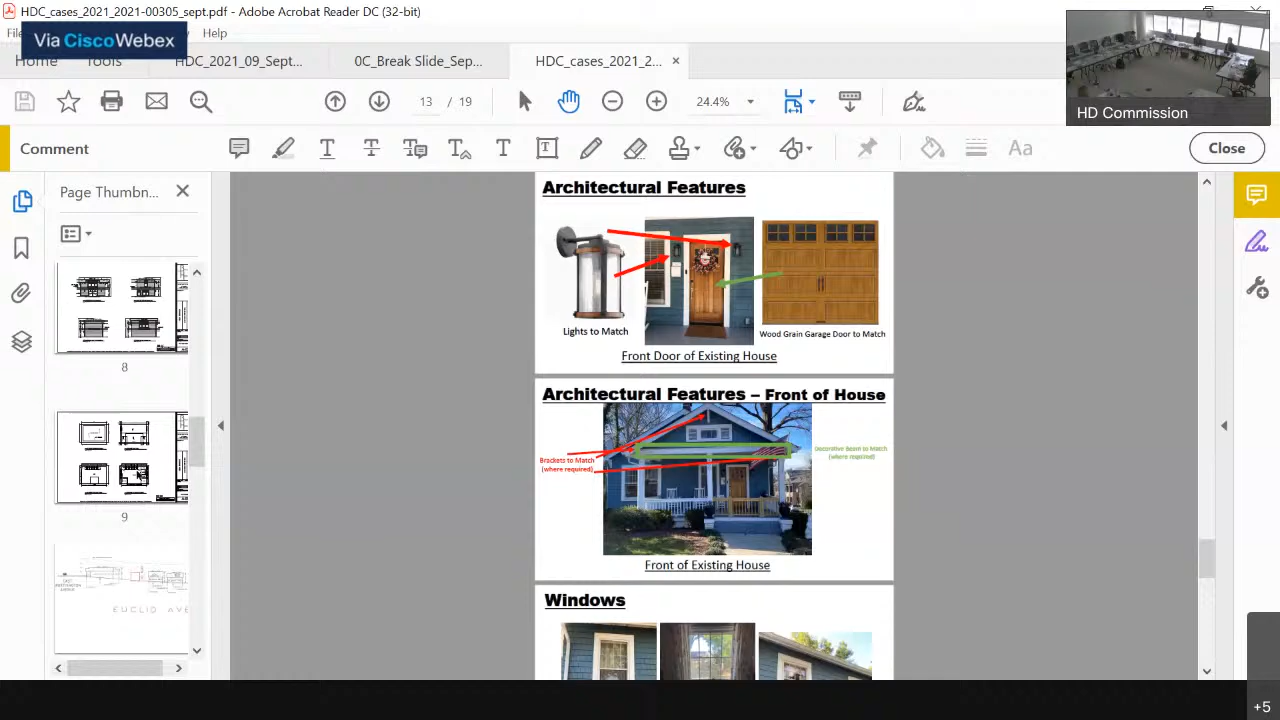 HDC_cases_2021_2021-00305_sept.pdf - Adobe Acrobat Reader DC (32-bit)
Via CiscoWebex
Help
Home
Tools
HDC_2021_09_Sept...
0C_Break Slide_Sep...
HDC_cases_2021_2...
13 / 19
24.4%
HD Commission
Comment
Aa
Close
Page Thumbn...
8
9
EUCLID AVE
Architectural Features
Lights to Match
Wood Grain Garage Door to Match
Front Door of Existing House
Architectural Features – Front of House
Brackets to Match
(where required)
Decorative Beam to Match
(where required)
Front of Existing House
Windows
+5